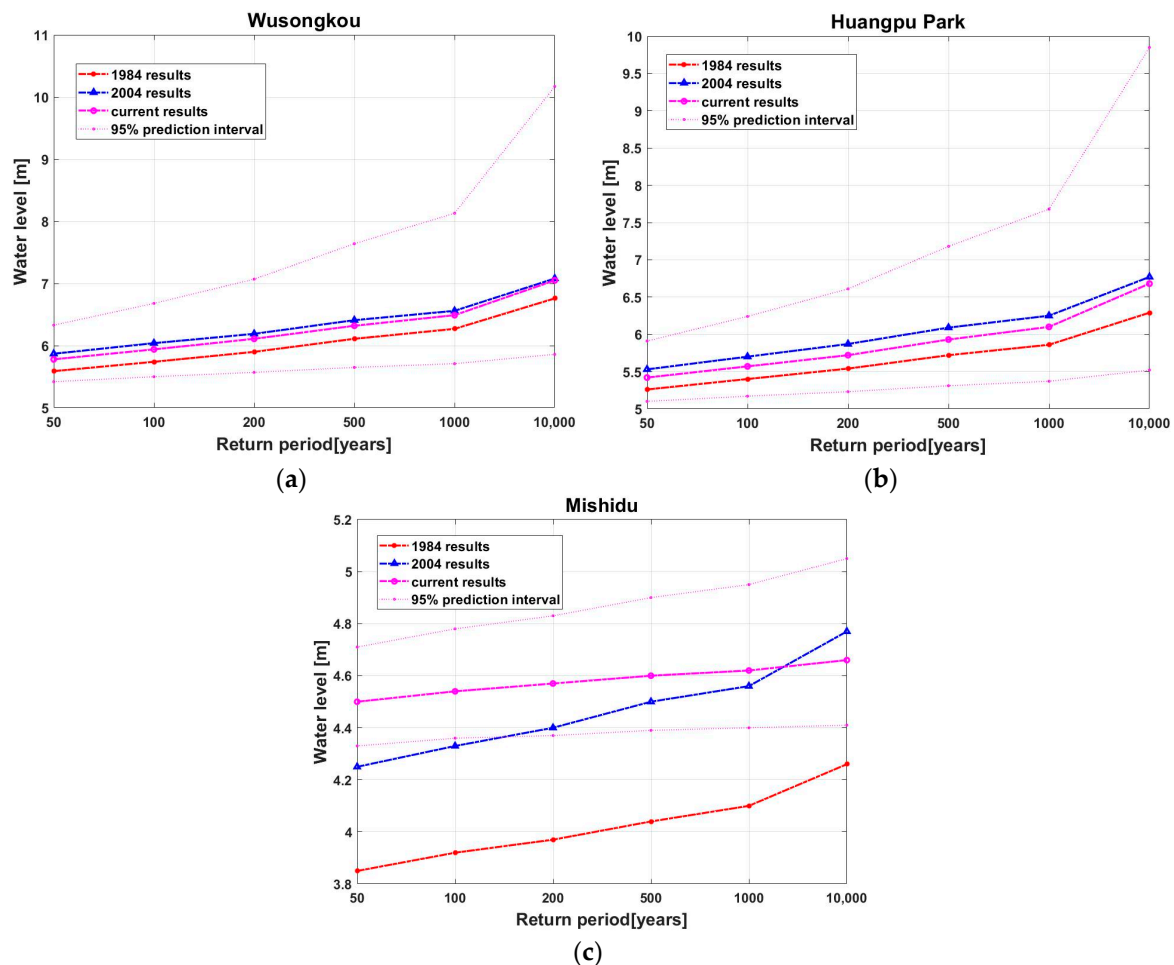 Wusongkou
11
10
9
8
7
6
5
Water level [m]
1984 results
2004 results
current results
95% prediction interval
50 100 200 500 1000 10,000
Return period[years]
(a)
Huangpu Park
10
9.5
9
8.5
8
7.5
7
6.5
6
5.5
5
Water level [m]
1984 results
2004 results
current results
95% prediction interval
50 100 200 500 1000 10,000
Return period[years]
(b)
Mishidu
5.2
5
4.8
4.6
4.4
4.2
4
3.8
Water level [m]
1984 results
2004 results
current results
95% prediction interval
50 100 200 500 1000 10,000
Return period[years]
(c)